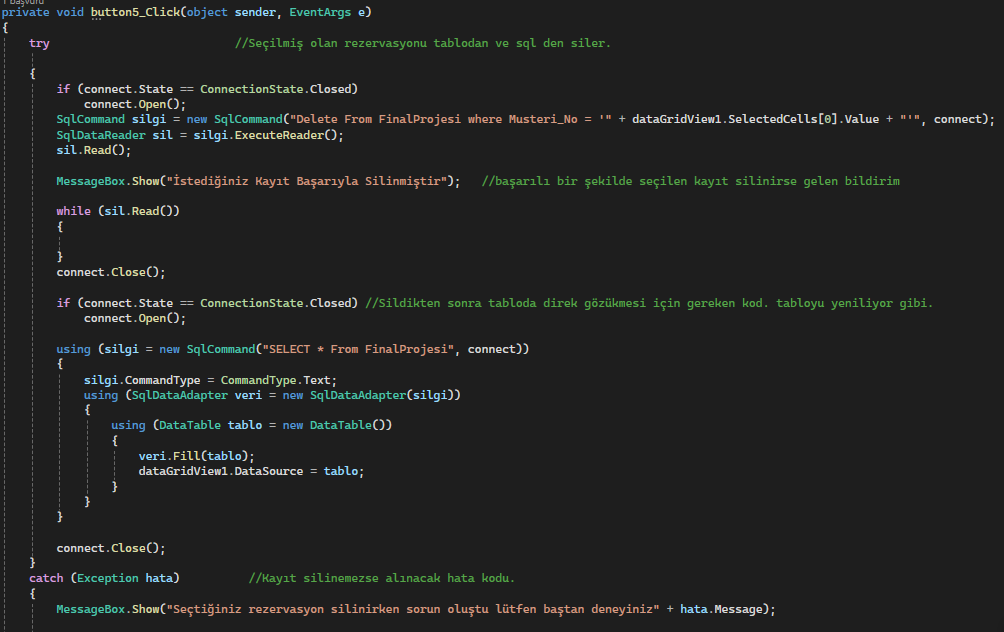 1 başvuru
private void button5_Click(object sender, EventArgs e)
{
try //Seçilmiş olan rezervasyonu tablodan ve sql den siler.
{
if (connect.State == ConnectionState.Closed)
connect.Open();
SqlCommand silgi = new SqlCommand("Delete From FinalProjesi where Musteri_No = '" + dataGridView1.SelectedCells[0].Value + "'", connect);
SqlDataReader sil = silgi.ExecuteReader();
sil.Read();
MessageBox.Show("İstediğiniz Kayıt Başarıyla Silinmiştir"); //başarılı bir şekilde seçilen kayıt silinirse gelen bildirim
while (sil.Read())
{
}
connect.Close();
if (connect.State == ConnectionState.Closed) //Sildikten sonra tabloda direk gözükmesi için gereken kod. tabloyu yeniliyor gibi.
connect.Open();
using (silgi = new SqlCommand("SELECT * From FinalProjesi", connect))
{
silgi.CommandType = CommandType.Text;
using (SqlDataAdapter veri = new SqlDataAdapter(silgi))
{
using (DataTable tablo = new DataTable())
{
veri.Fill(tablo);
dataGridView1.DataSource = tablo;
}
}
}
connect.Close();
}
catch (Exception hata) //Kayıt silinemezse alınacak hata kodu.
{
MessageBox.Show("Seçtiğiniz rezervasyon silinirken sorun oluştu lütfen baştan deneyiniz" + hata.Message);